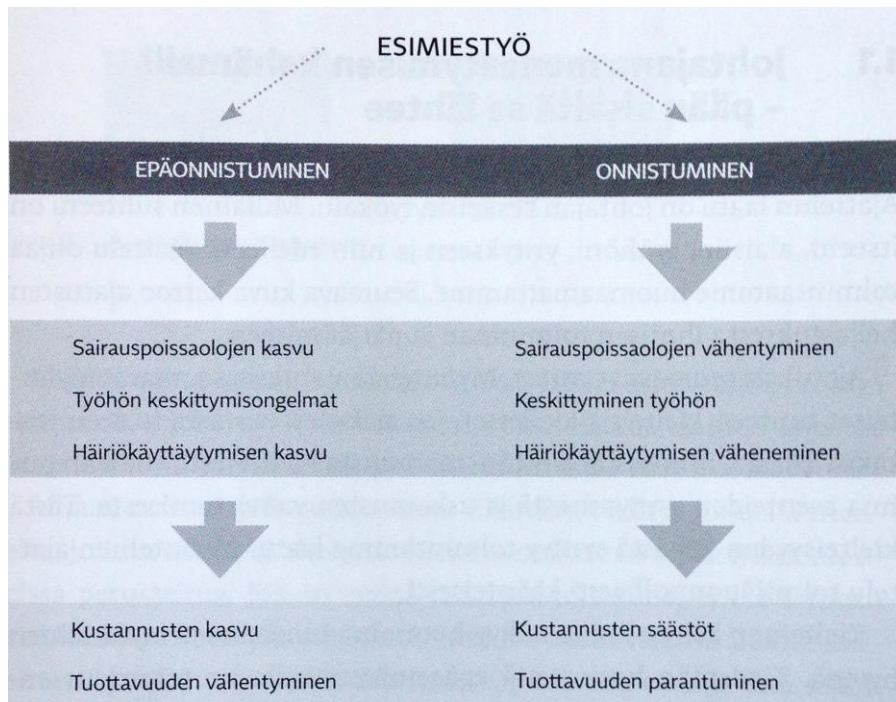 ESIMIESTYÖ
EPÄONNISTUMINEN
ONNISTUMINEN
Sairauspoissaolojen kasvu
Työhön keskittymisongelmat
Häiriökäyttäytymisen kasvu
Sairauspoissaolojen vähentyminen
Keskittyminen työhön
Häiriökäyttäytymisen väheneminen
Kustannusten kasvu
Tuottavuuden vähentyminen
Kustannusten säästöt
Tuottavuuden parantuminen